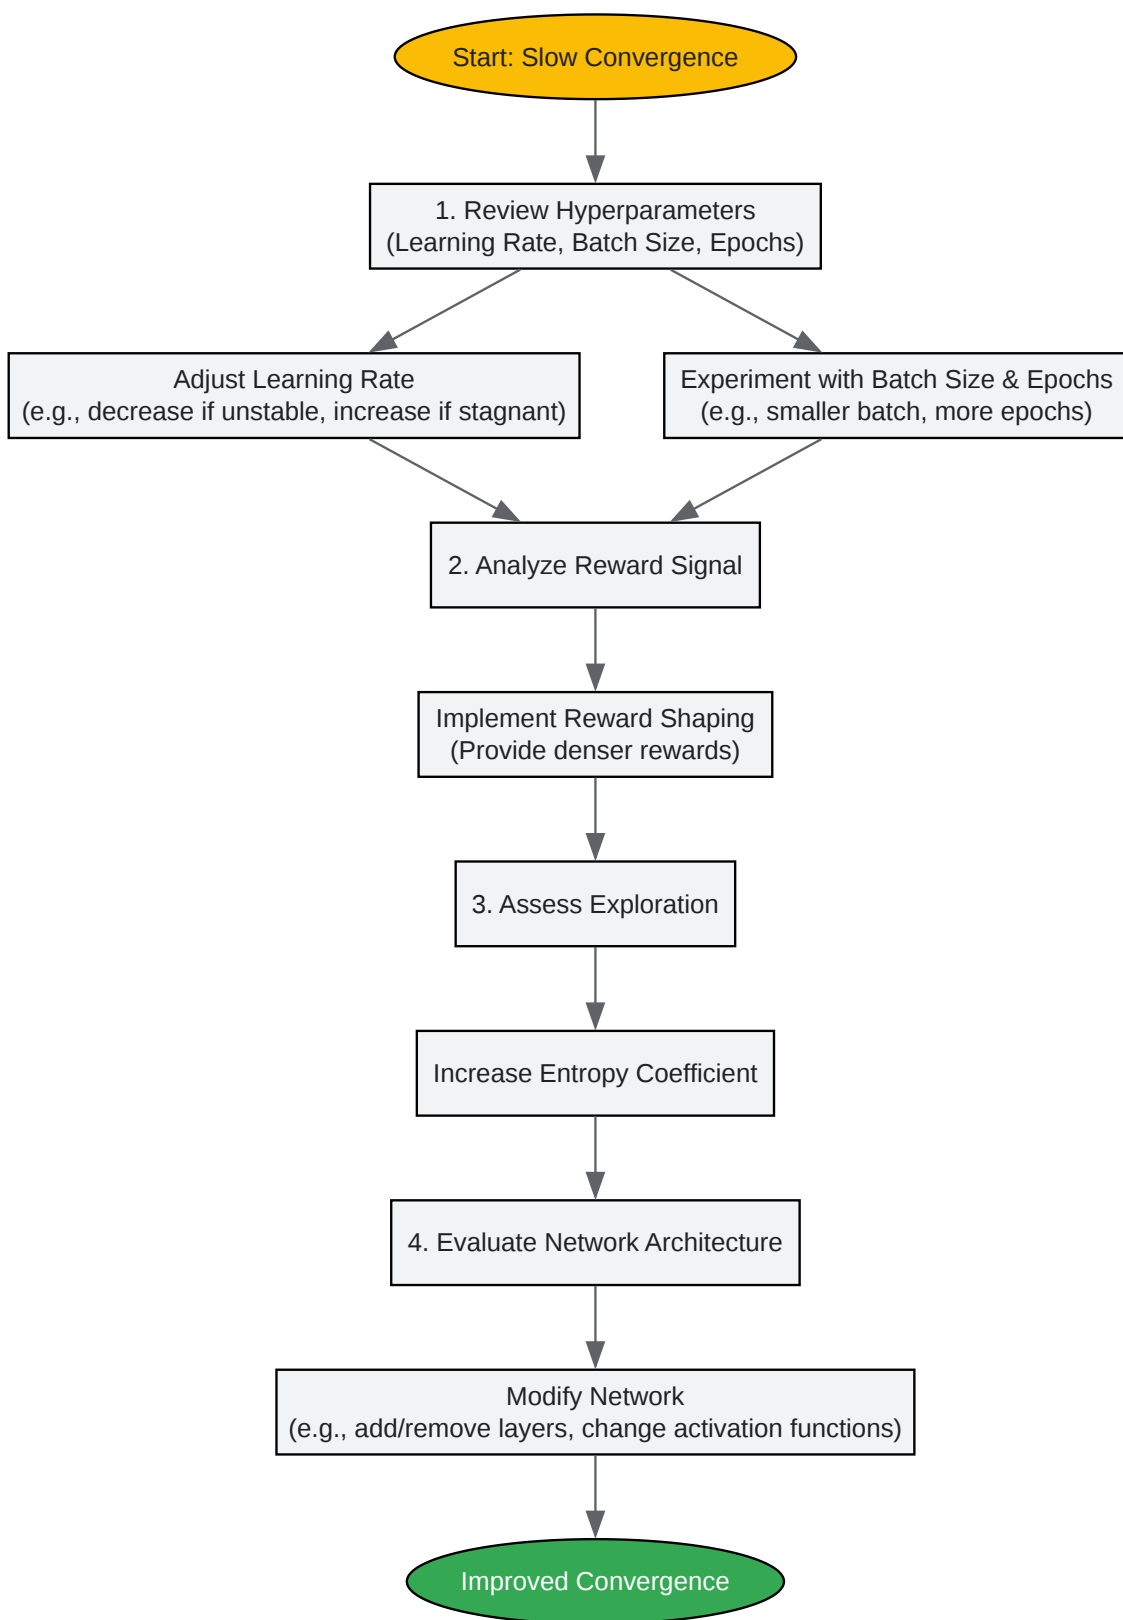 Start: Slow Convergence
1. Review Hyperparameters
(Learning Rate, Batch Size, Epochs)
Adjust Learning Rate
(e.g., decrease if unstable, increase if stagnant)
Experiment with Batch Size & Epochs
(e.g., smaller batch, more epochs)
2. Analyze Reward Signal
Implement Reward Shaping
(Provide denser rewards)
3. Assess Exploration
Increase Entropy Coefficient
4. Evaluate Network Architecture
Modify Network
(e.g., add/remove layers, change activation functions)
Improved Convergence